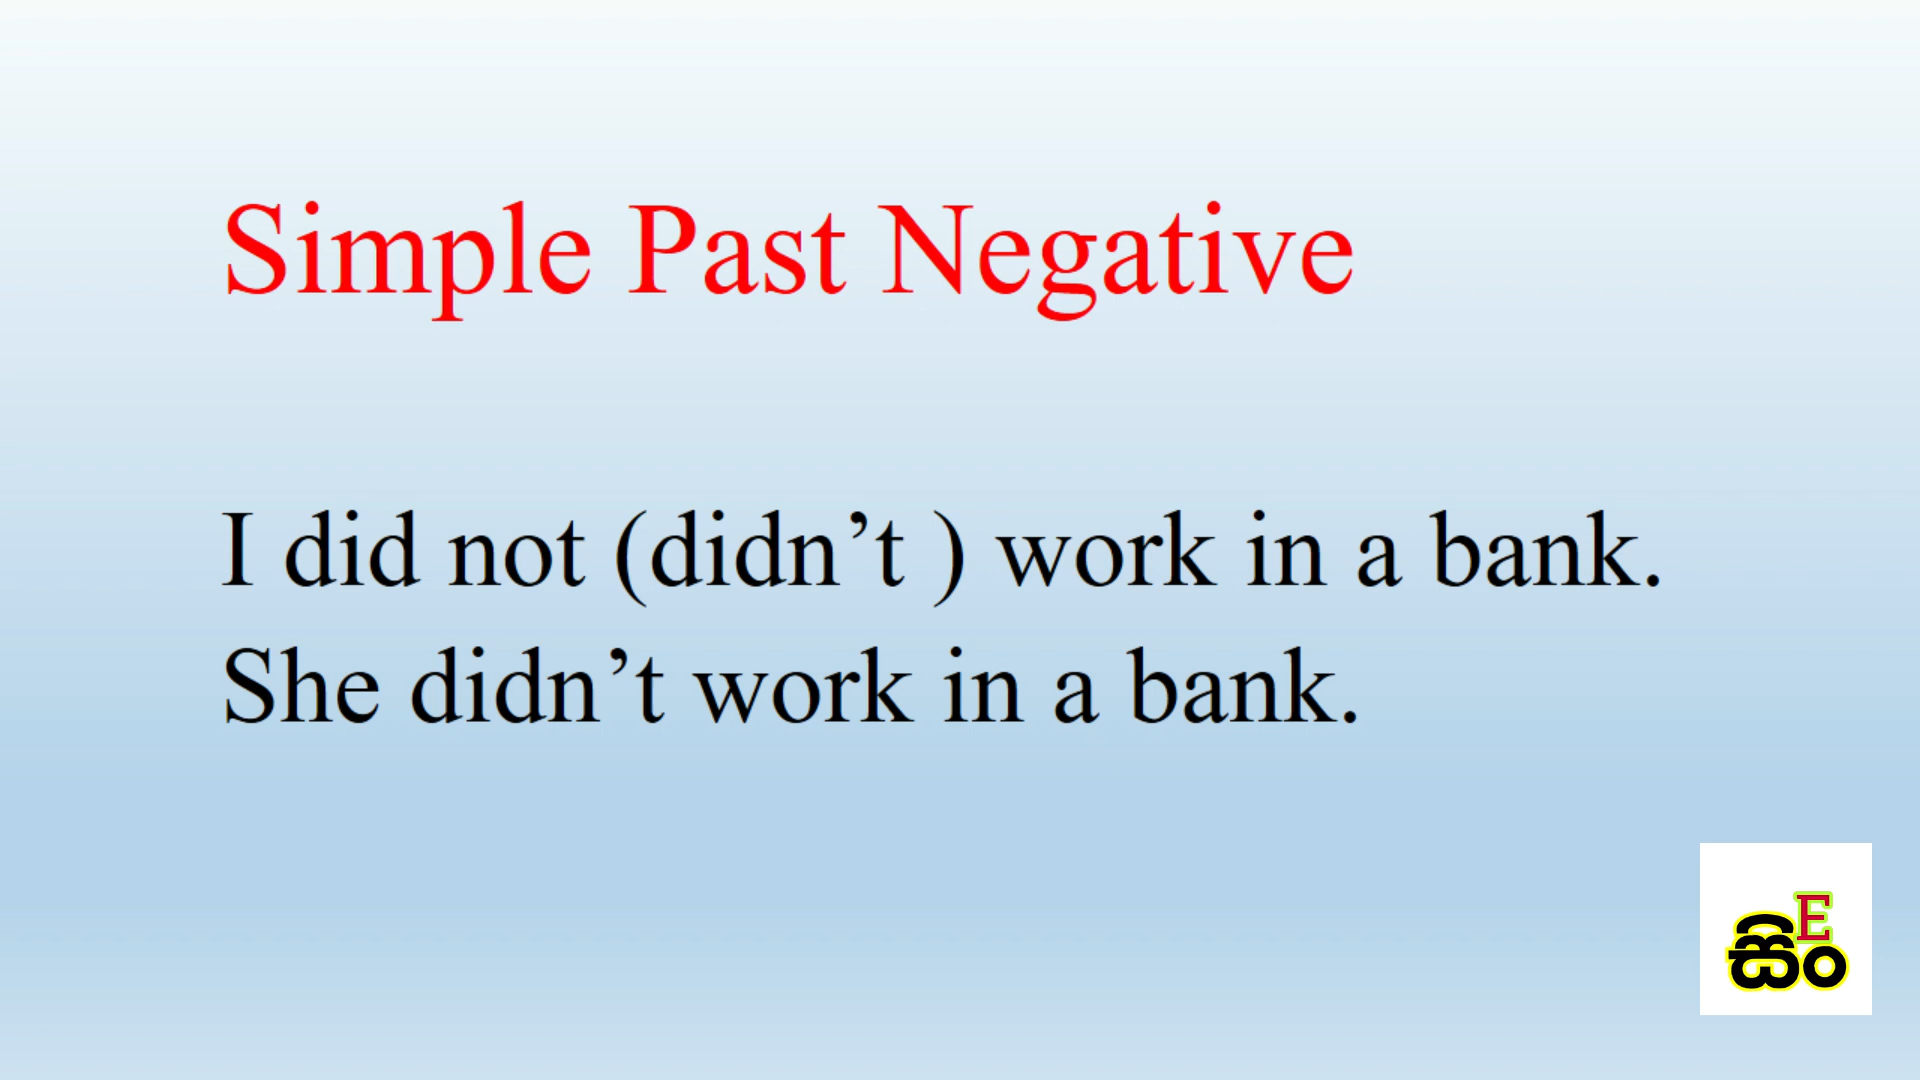 Simple Past Negative
I did not (didn’t ) work in a bank.
She didn’t work in a bank.
E
සිං